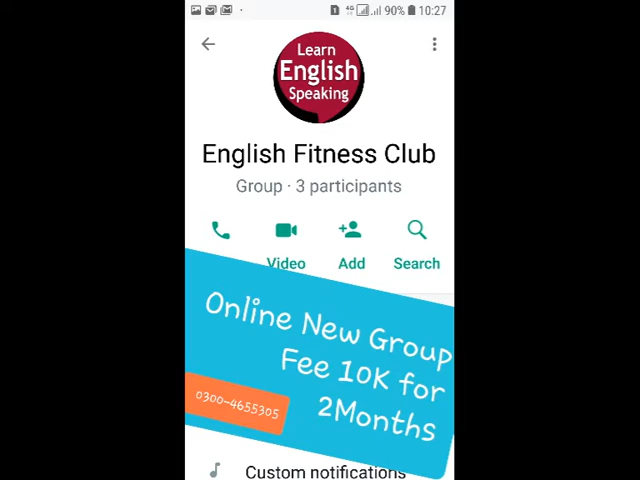 90% 10:27
Learn
English
Speaking
English Fitness Club
Group · 3 participants
Video Add Search
Online New Group
Fee 10K for
2Months
0300-4655305
Custom notifications